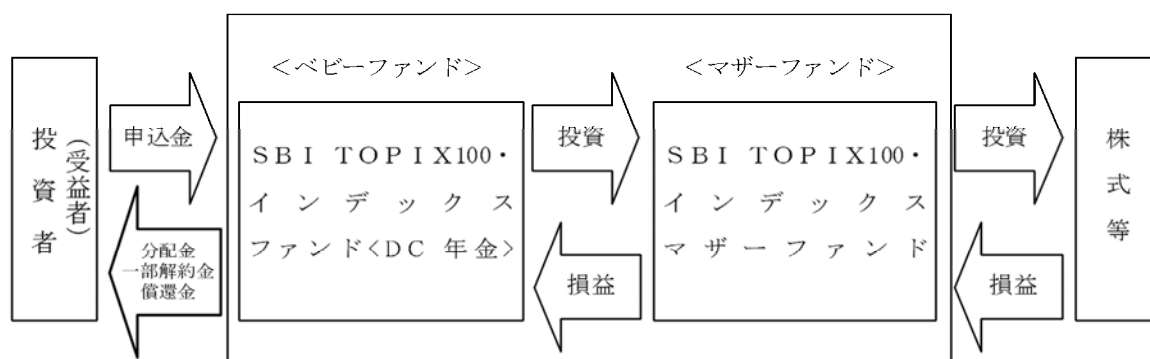 <ベビーファンド>
<マザーファンド>
投資者
(受益者)
申込金
分配金
一部解約金
償還金
SBI TOPIX100・
インデックス
ファンド<DC 年金>
投資
損益
SBI TOPIX100・
インデックス
マザーファンド
投資
損益
株式等